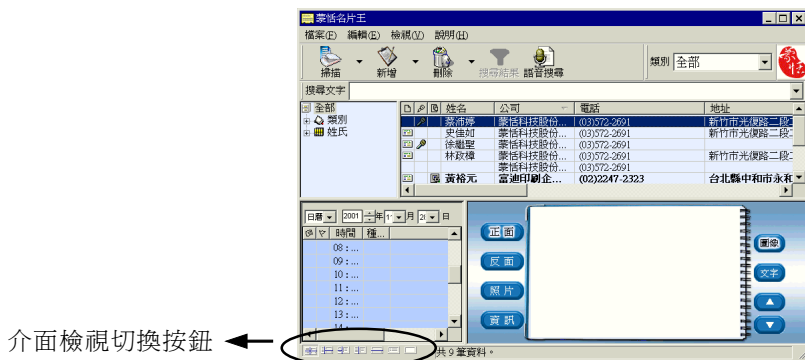 蒙恬名片王
檔案(F) 編輯(E) 檢視(V) 說明(H)
掃描 新增 刪除 搜尋結果 語音搜尋 類別 全部 蒙恬
搜尋文字
全部 姓名 公司 電話 地址
類別 蔡沛婷 蒙恬科技股份... (03)572-2691 新竹市光復路二段
姓氏 史佳如 蒙恬科技股份... (03)572-2691 新竹市光復路二段
徐繼聖 蒙恬科技股份... (03)572-2691
林政樟 蒙恬科技股份... (03)572-2691 新竹市光復路二段
蒙恬科技股份... (03)572-2691
黃裕元 富迪印刷企... (02)2247-2323 台北縣中和市永和
日曆 2001 年 月 日
時間 種...
08 : ...
09 : ...
10 : ...
11 : ...
12 : ...
13 : ...
14 : ...
正面
反面
照片
資訊
圖像
文字
介面檢視切換按鈕
共 9 筆資料。